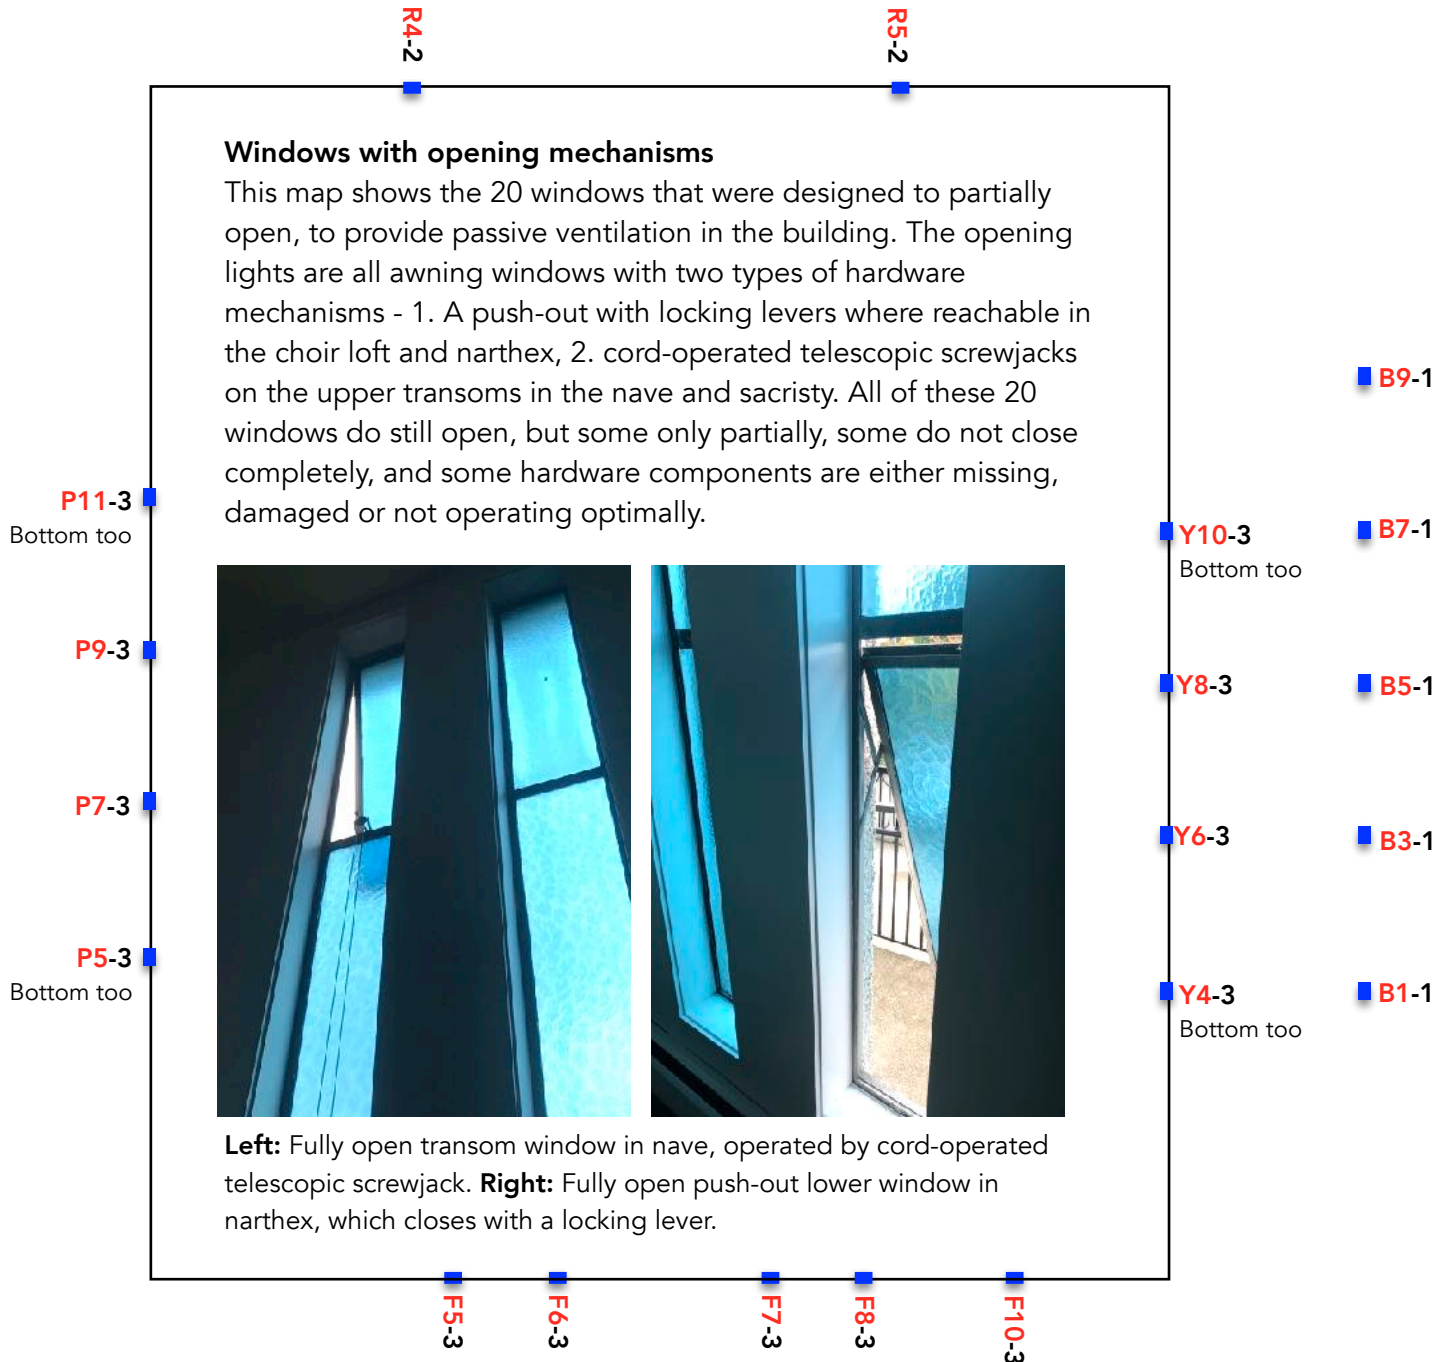 R4-2
R5-2
Windows with opening mechanisms
This map shows the 20 windows that were designed to partially
open, to provide passive ventilation in the building. The opening
lights are all awning windows with two types of hardware
mechanisms - 1. A push-out with locking levers where reachable in
the choir loft and narthex, 2. cord-operated telescopic screwjacks
on the upper transoms in the nave and sacristy. All of these 20
windows do still open, but some only partially, some do not close
completely, and some hardware components are either missing,
damaged or not operating optimally.
P11-3
Bottom too
P9-3
P7-3
P5-3
Bottom too
Y10-3
Bottom too
Y8-3
Y6-3
Y4-3
Bottom too
B9-1
B7-1
B5-1
B3-1
B1-1
Left: Fully open transom window in nave, operated by cord-operated
telescopic screwjack. Right: Fully open push-out lower window in
narthex, which closes with a locking lever.
F5-3
F6-3
F7-3
F8-3
F10-3